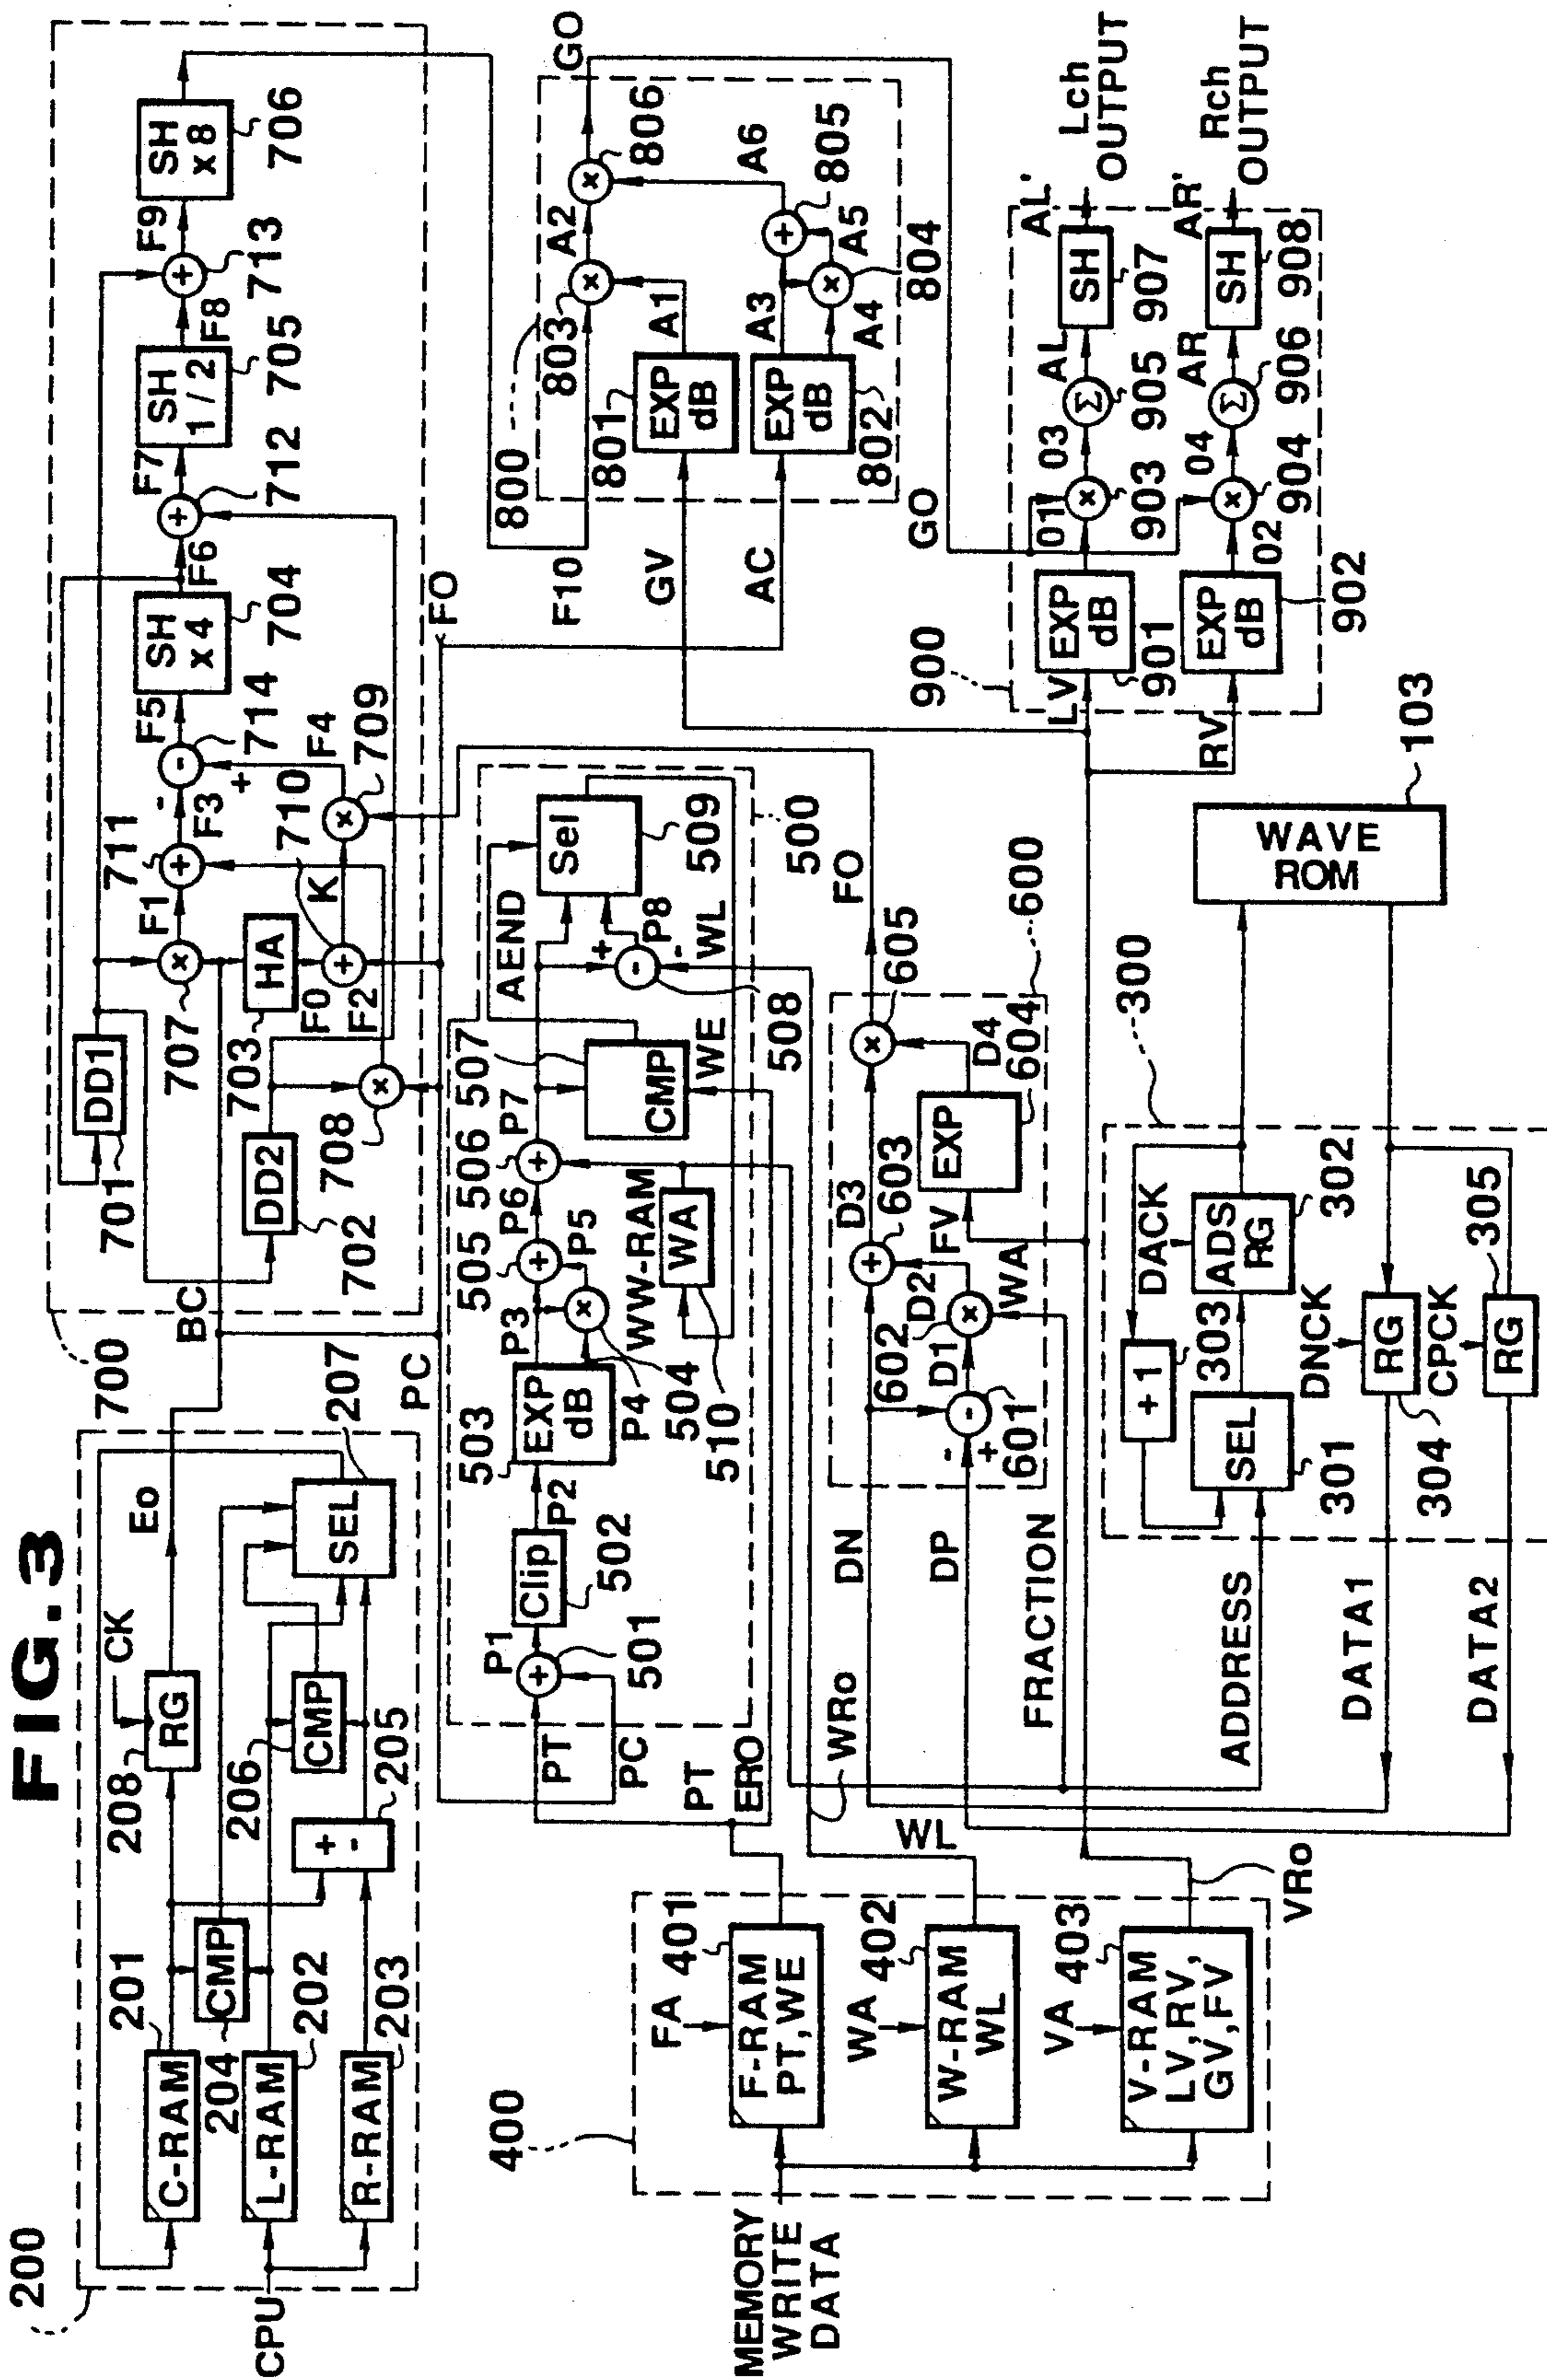 FIG.3
200
CPU
C-RAM
201
204
CMP
L-RAM
202
R-RAM
203
208
CK
RG
Eo
206
CMP
+
-
205
SEL
207
700
BC
PC
DD1
701
DD2
702
703
HA
707
×
F1
F0
F2
708
×
711
+
F3
K
710
+
709
×
F4
-
+
-
714
F5
SH
×4
704
F6
+
712
F7
SH
1/2
705
F8
+
713
F9
SH
×8
706
FO
F10
GV
AC
PT
PC
PT
ERO
P1
+
501
Clip
502
P2
503
EXP
dB
P3
P4
×
504
P5
505
+
P6
506
+
P7
WW-RAM
WA
510
507
CMP
WE
AEND
-
508
+
-
P8
WL
Sel
509
500
800
803
×
A2
801
EXP
dB
A1
EXP
dB
802
A3
A4
×
804
A5
+
805
A6
×
806
GO
GO
DN
DP
WRo
FRACTION
-
+
-
601
D1
602
D2
×
WA
+
603
D3
FV
EXP
604
D4
×
605
FO
600
900
LV
RV
EXP
dB
901
EXP
dB
902
01
02
×
903
×
904
03
04
Σ
905
Σ
906
AL
AR
SH
907
SH
908
AL'
AR'
Lch
OUTPUT
Rch
OUTPUT
MEMORY
WRITE
DATA
400
FA
401
F-RAM
PT,WE
WA
402
W-RAM
WL
VA
403
V-RAM
LV,RV,
GV,FV
WL
VRo
ADDRESS
DATA1
DATA2
300
+1
303
SEL
301
DACK
ADS
RG
302
DNCK
RG
304
CPCK
RG
305
WAVE
ROM
103